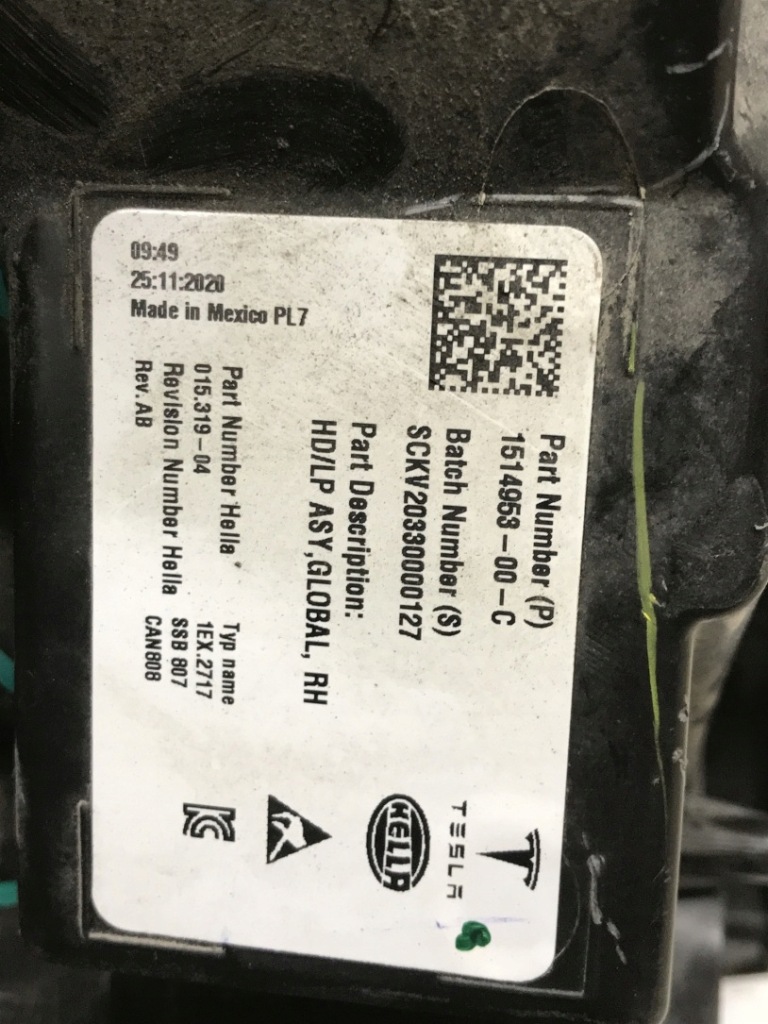 09:49
25:11:2020
Made in Mexico PL7
Part Number (P)
1514953-00-C
Batch Number (S)
SCKV20330000127
Part Description:
HD/LP ASY,GLOBAL, RH
Part Number Hella
015.319-04
Revision Number Hella
Rev. AB
Typ name
1EX.2717
SSB 807
CAN808
TESLA
HELLA